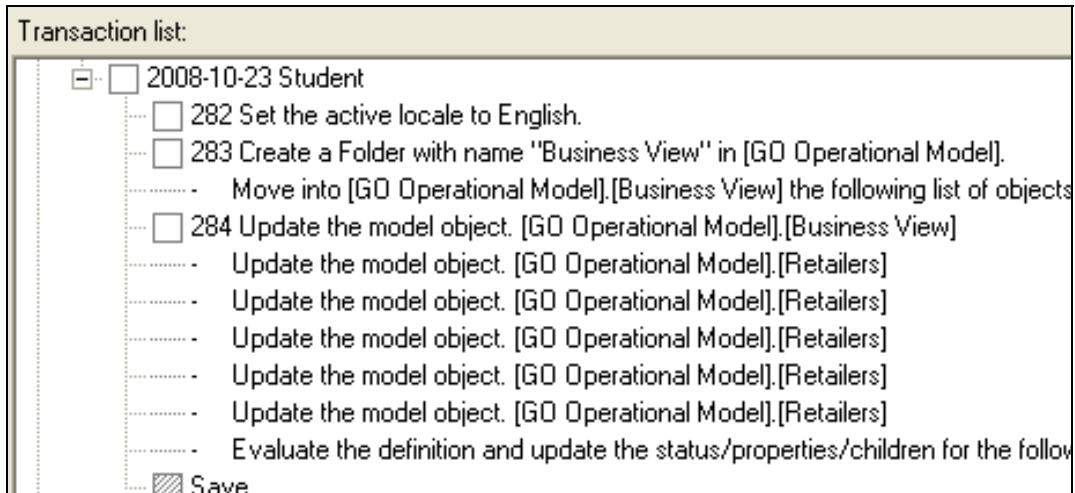 Transaction list:
2008-10-23 Student
282 Set the active locale to English.
283 Create a Folder with name "Business View" in [GO Operational Model].
- Move into [GO Operational Model].[Business View] the following list of objects
284 Update the model object. [GO Operational Model].[Business View]
- Update the model object. [GO Operational Model].[Retailers]
- Update the model object. [GO Operational Model].[Retailers]
- Update the model object. [GO Operational Model].[Retailers]
- Update the model object. [GO Operational Model].[Retailers]
- Update the model object. [GO Operational Model].[Retailers]
- Evaluate the definition and update the status/properties/children for the follow
Save